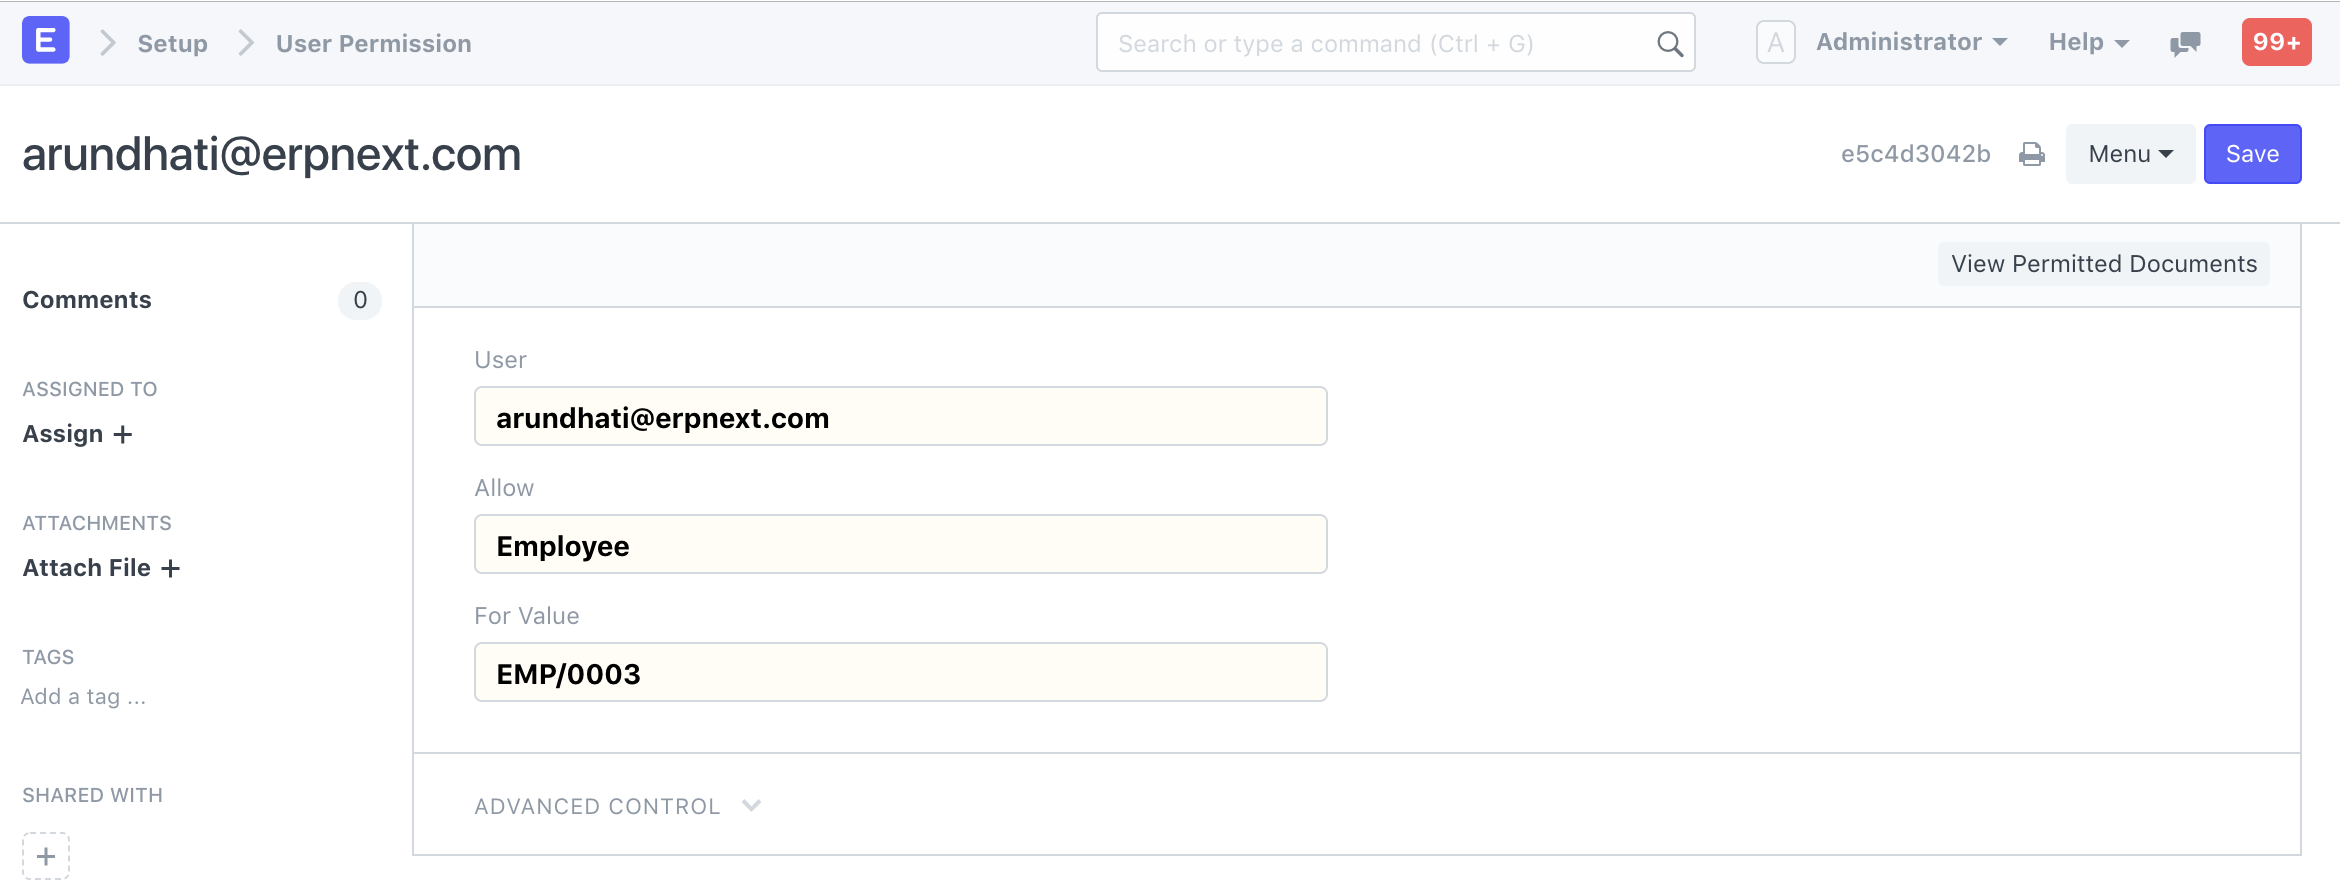 E Setup User Permission Search or type a command (Ctrl + G) A Administrator Help 99+
arundhati@erpnext.com e5c4d3042b Menu Save
View Permitted Documents
Comments 0
ASSIGNED TO
Assign +
ATTACHMENTS
Attach File +
TAGS
Add a tag ...
SHARED WITH
+
User
arundhati@erpnext.com
Allow
Employee
For Value
EMP/0003
ADVANCED CONTROL